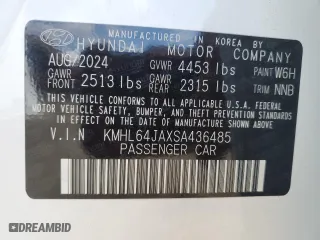 MANUFACTURED IN KOREA BY
HYUNDAI MOTOR COMPANY
AUG/2024 GVWR 4453 lbs PAINT W6H
GAWR FRONT 2513 lbs GAWR REAR 2315 lbs TRIM NNB
THIS VEHICLE CONFORMS TO ALL APPLICABLE
FEDERAL MOTOR VEHICLE SAFETY, BUMPER, AND
THEFT PREVENTION STANDARDS IN EFFECT ON THE
DATE OF MANUFACTURE SHOWN ABOVE.
V.I.N KMHL64JAXSA436485
PASSENGER CAR
DEALERSHIP.COM